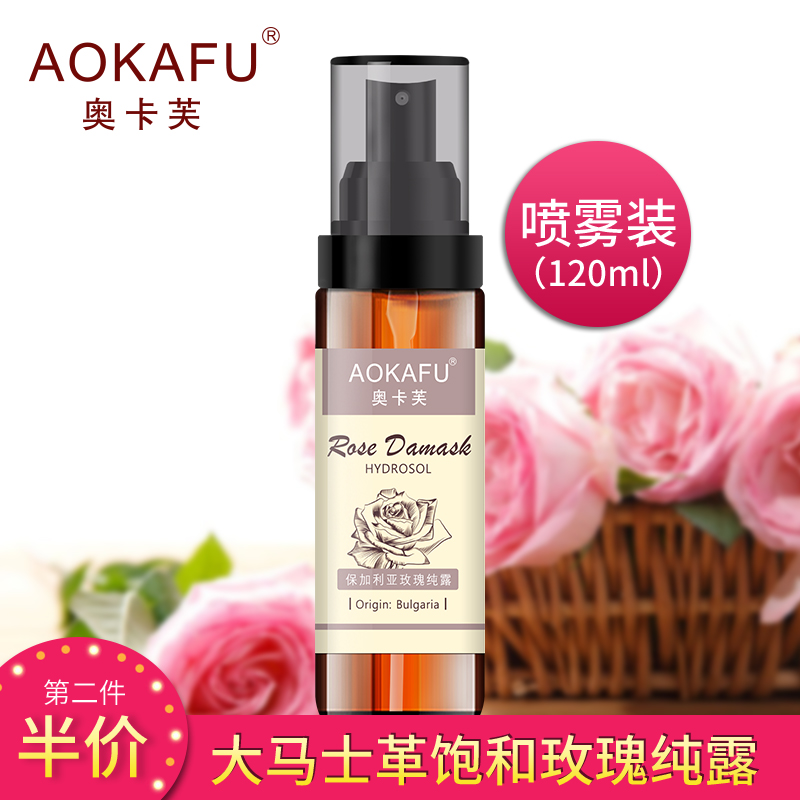 AOKAFU®
奥卡芙
喷雾装
（120ml）
AOKAFU®
奥卡芙
Rose Damask
HYDROSOL
保加利亚玫瑰纯露
Origin: Bulgaria
第二件
半价
大马士革饱和玫瑰纯露